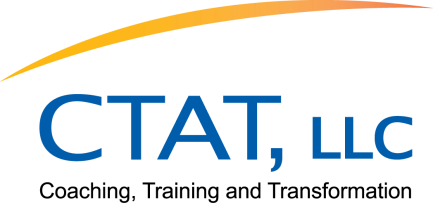 CTAT, LLC
Coaching, Training and Transformation